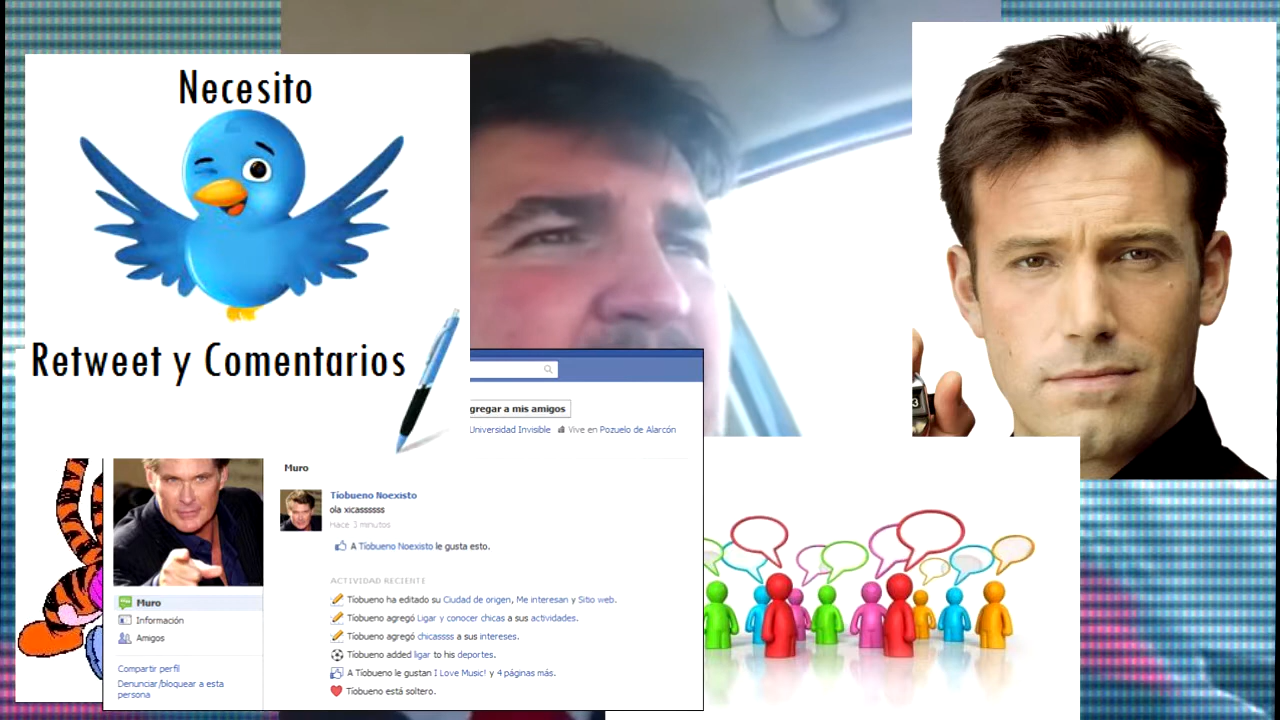 Necesito
Retweet y Comentarios
gregar a mis amigos
Universidad Invisible Vive en Pozuelo de Alarcón
Muro
Tiobueno Noexisto
ola xicassssss
Hace 3 minutos
A Tiobueno Noexisto le gusta esto.
ACTIVIDAD RECIENTE
Tiobueno ha editado su Ciudad de origen, Me interesan y Sitio web.
Tiobueno agregó Ligar y conocer chicas a sus actividades.
Tiobueno agregó chicassss a sus intereses.
Tiobueno added ligar to his deportes.
A Tiobueno le gustan I Love Music! y 4 páginas más.
Tiobueno está soltero.
Muro
Información
Amigos
Compartir perfil
Denunciar/bloquear a esta
persona
3